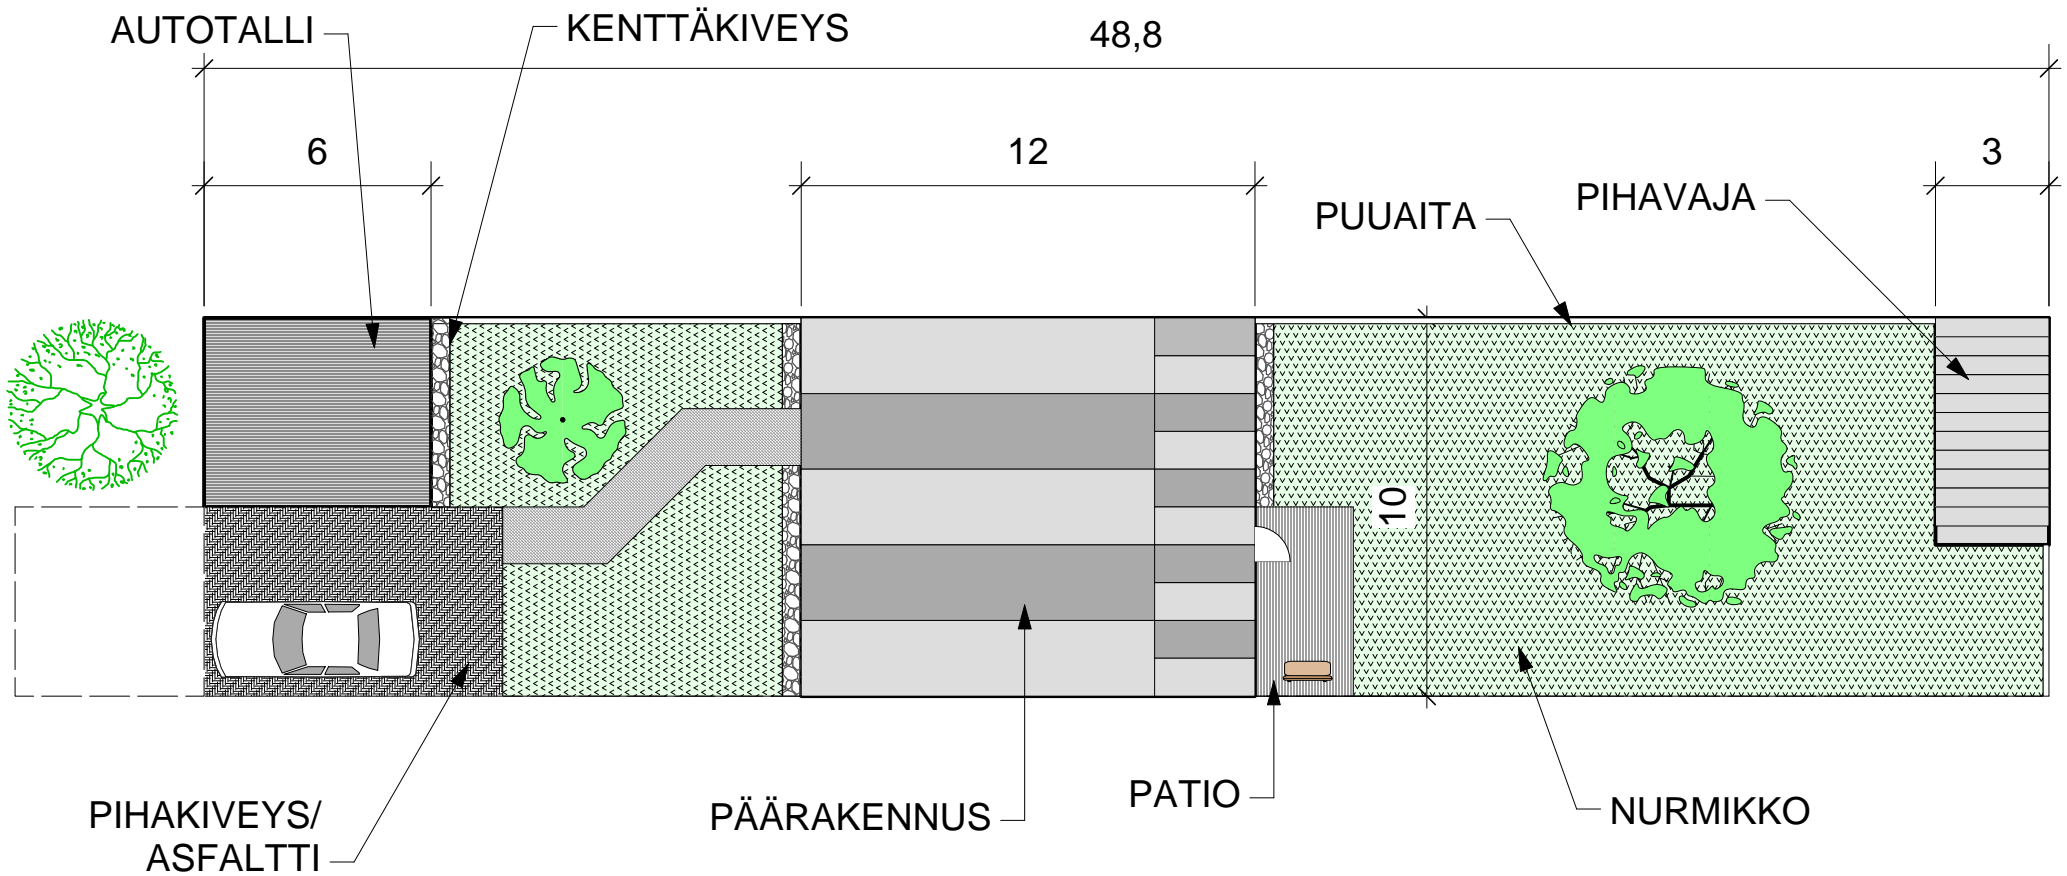 AUTOTALLI
KENTTÄKIVEYS
48,8
6
12
3
PUUAITA
PIHAVAJA
10
PIHAKIVEYS/
ASFALTTI
PÄÄRAKENNUS
PATIO
NURMIKKO